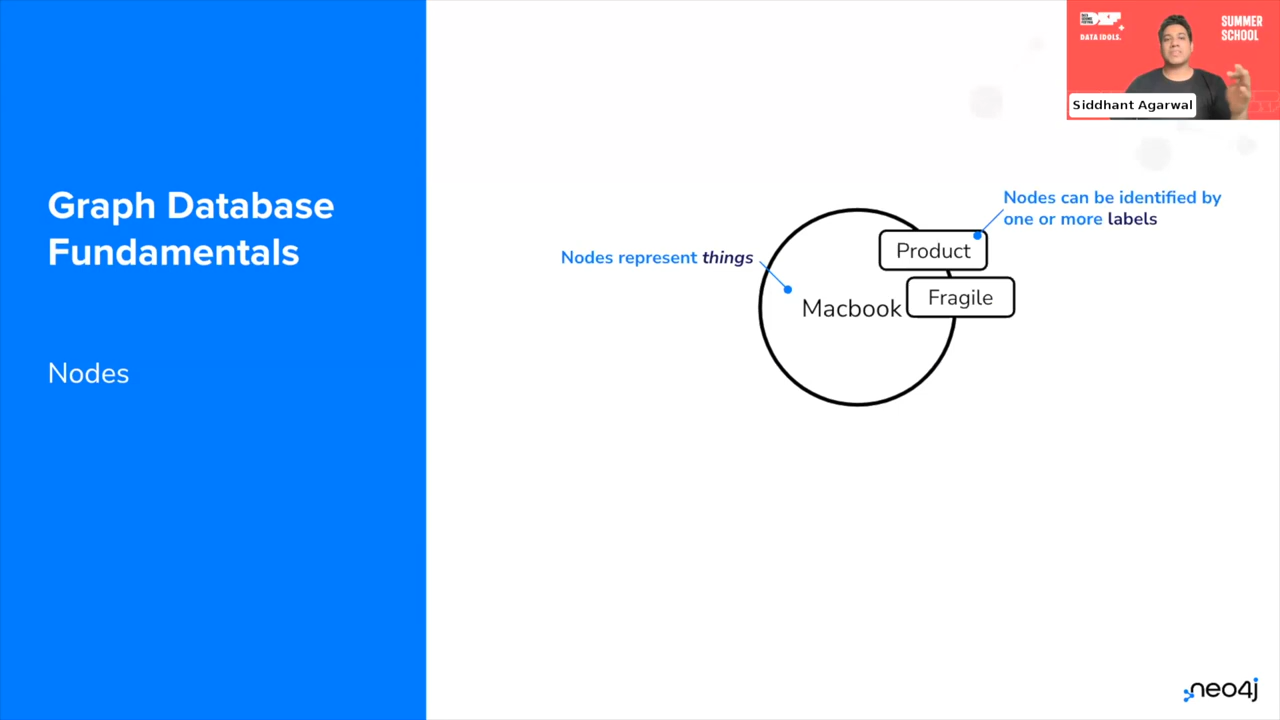 Graph Database
Fundamentals
Nodes
Nodes represent things
Macbook
Product
Fragile
Nodes can be identified by
one or more labels
DATA IDOLS.
SUMMER
SCHOOL
Siddhant Agarwal
neo4j